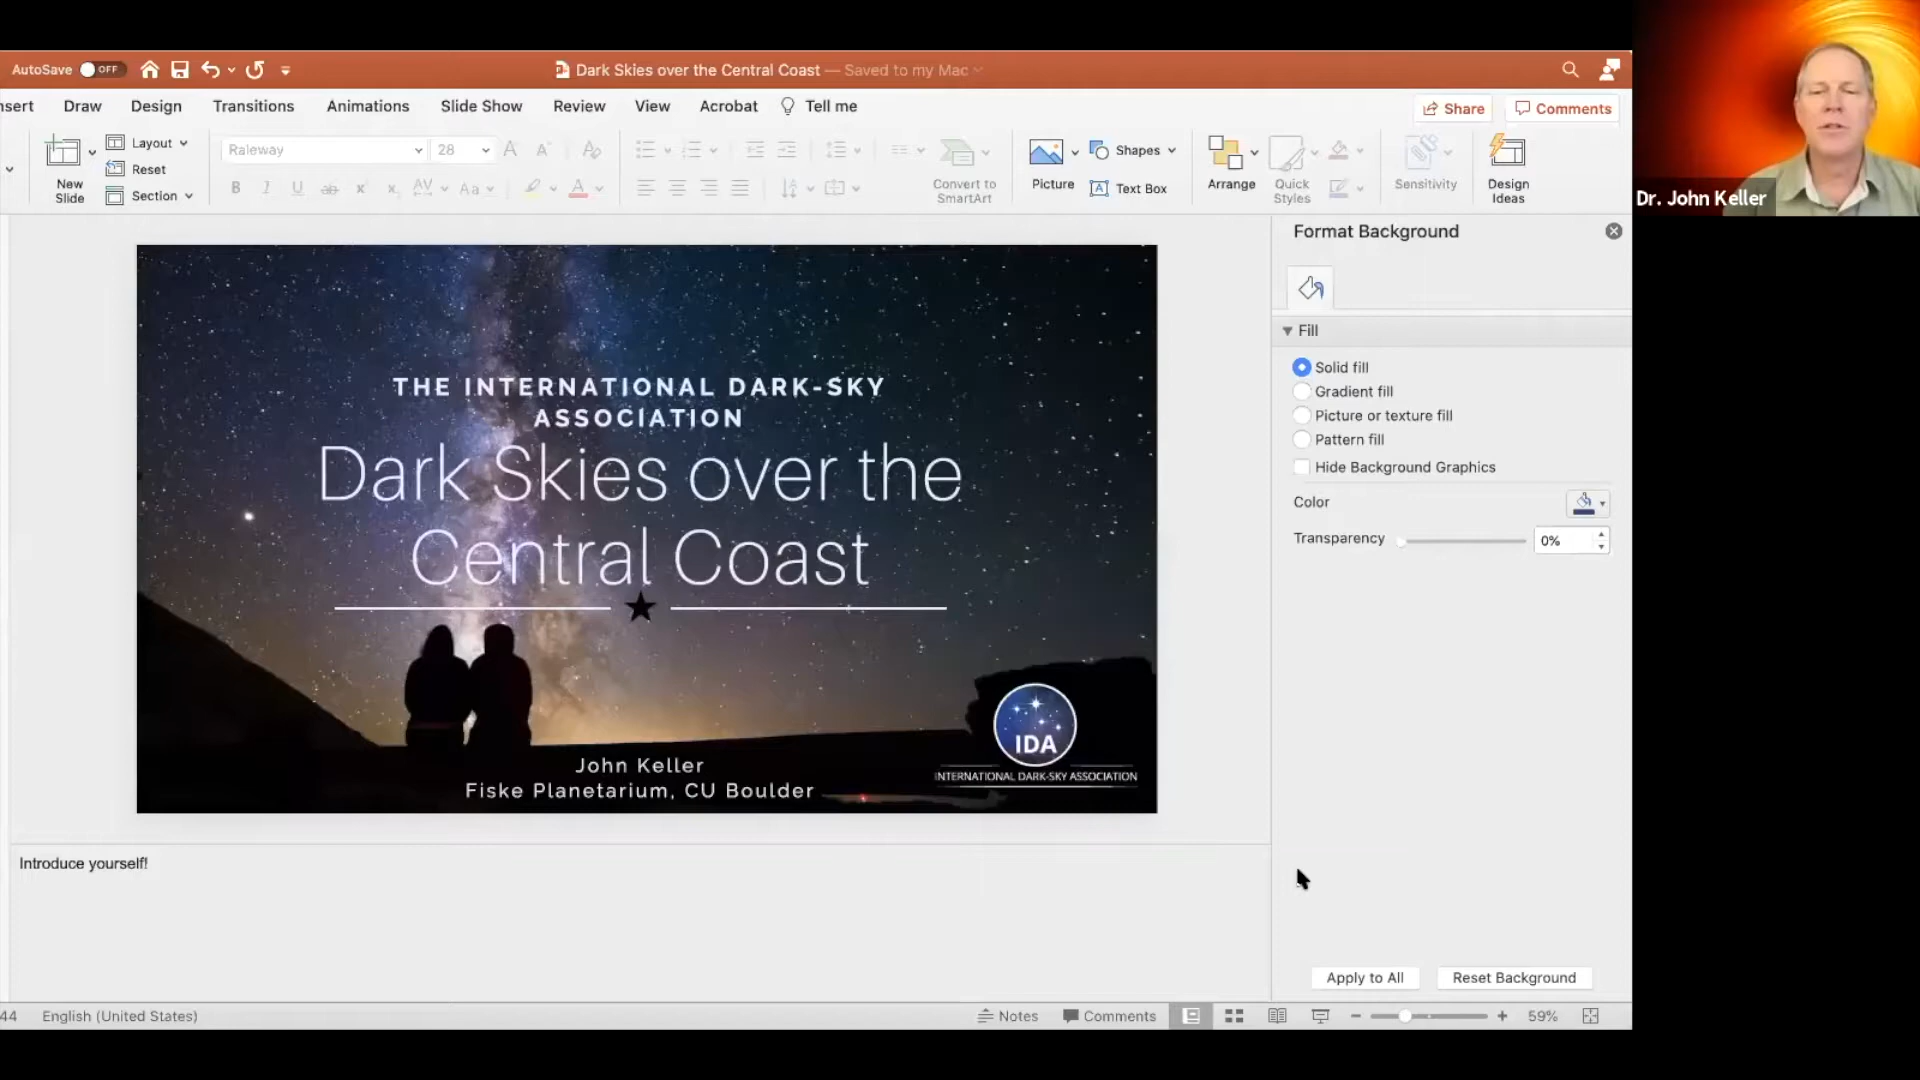 AutoSave OFF
Dark Skies over the Central Coast — Saved to my Mac
nsert Draw Design Transitions Animations Slide Show Review View Acrobat Tell me
Share Comments
New Slide
Layout
Reset
Section
Raleway 28
B I U ab x x AV Aa A
Convert to SmartArt
Picture
Shapes
Text Box
Arrange
Quick Styles
Sensitivity
Design Ideas
Dr. John Keller
THE INTERNATIONAL DARK-SKY
ASSOCIATION
Dark Skies over the
Central Coast
John Keller
Fiske Planetarium, CU Boulder
IDA
INTERNATIONAL DARK-SKY ASSOCIATION
Format Background
Fill
Solid fill
Gradient fill
Picture or texture fill
Pattern fill
Hide Background Graphics
Color
Transparency 0%
Introduce yourself!
Apply to All Reset Background
44 English (United States) Notes Comments 59%